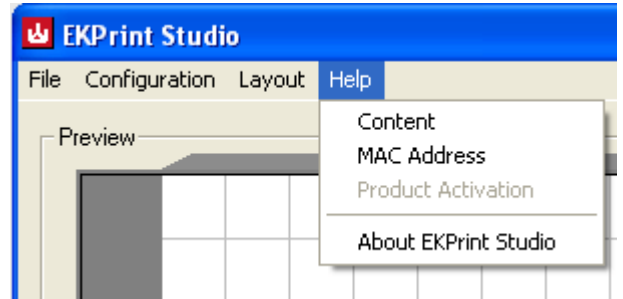 EKPrint Studio
File Configuration Layout Help
Content
Preview
MAC Address
Product Activation
About EKPrint Studio